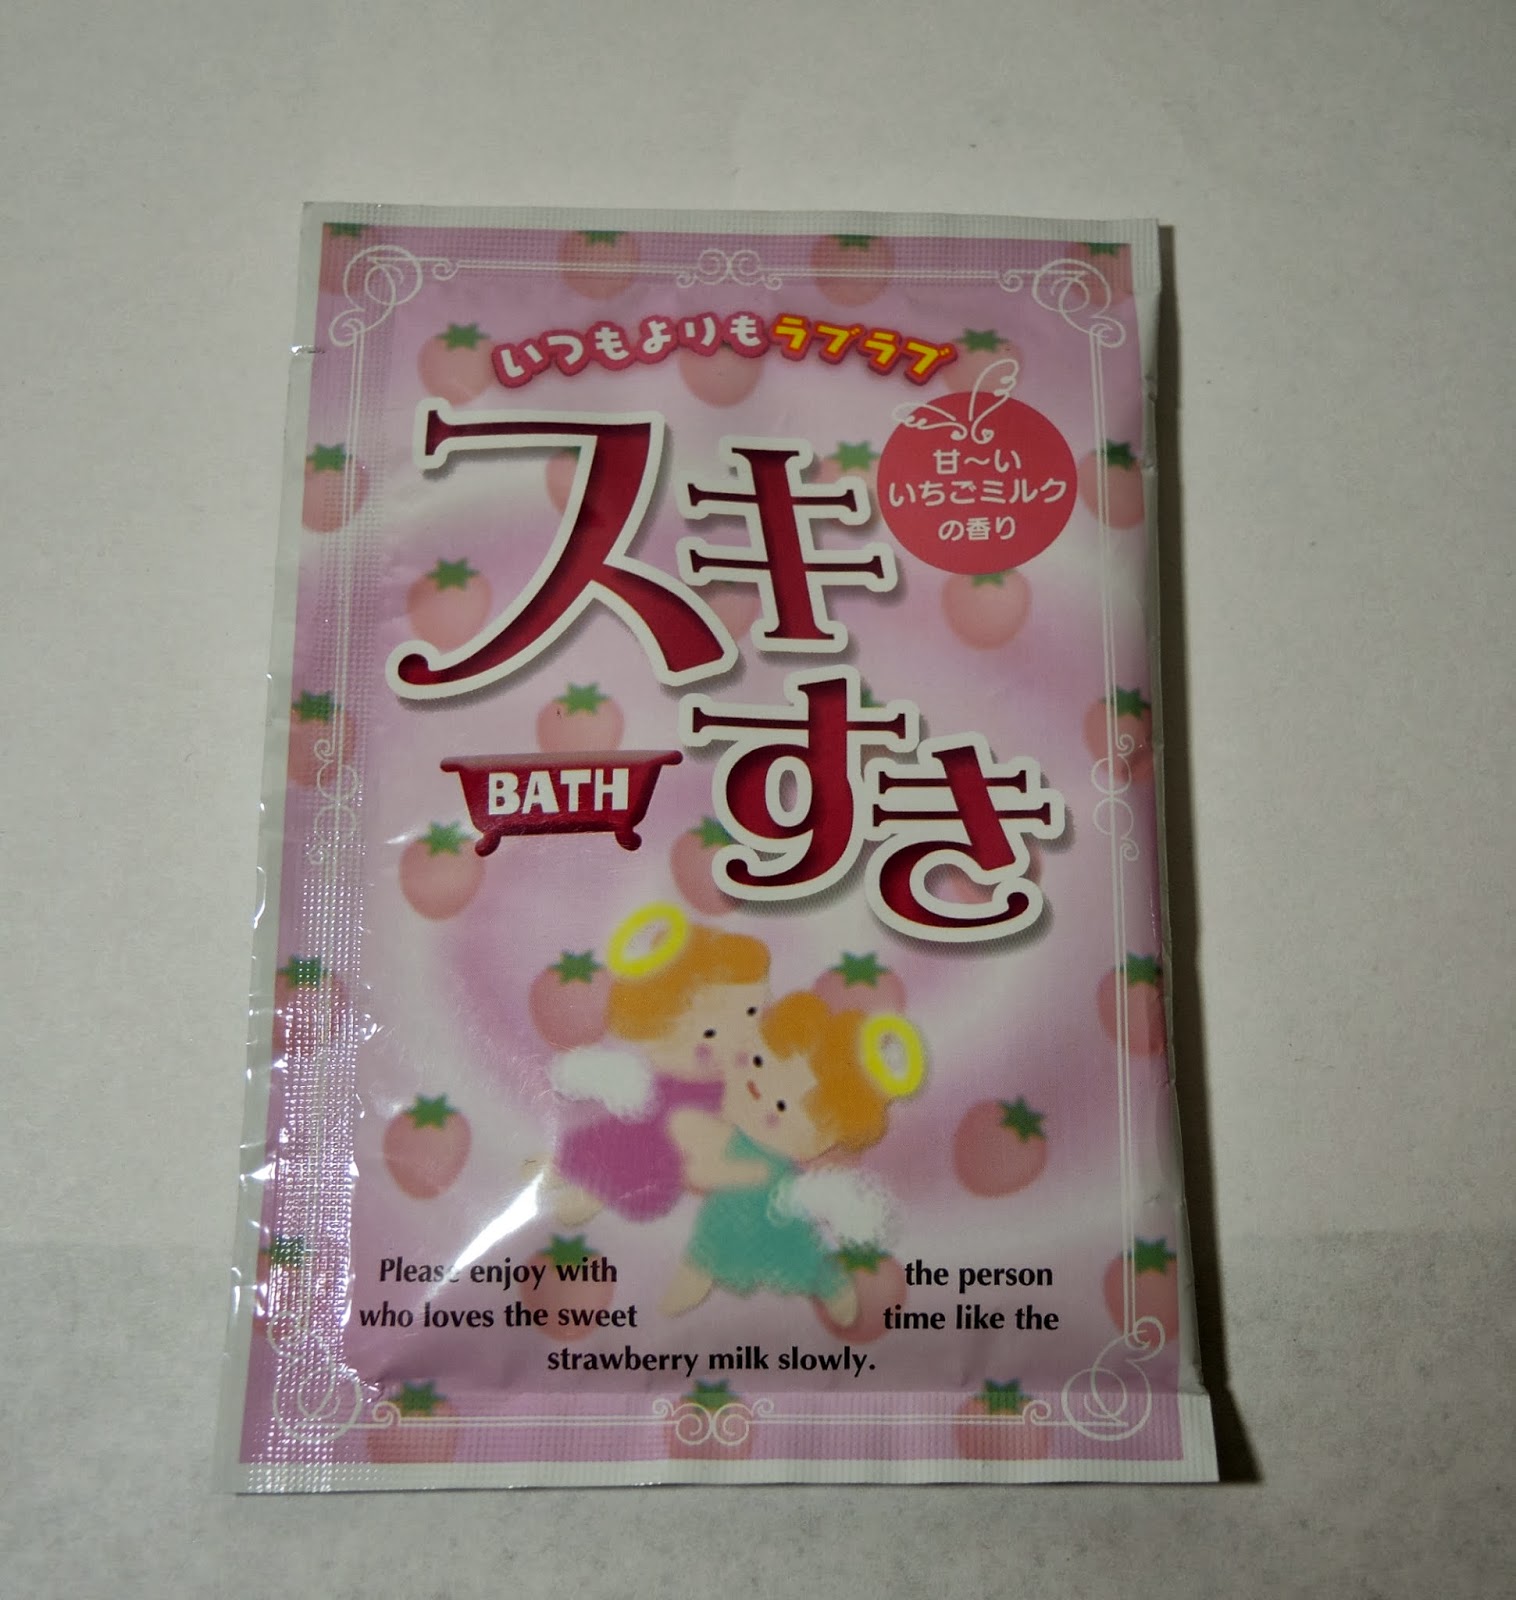 いつもよりもラブラブ
スキ
すき
甘〜い
いちごミルク
の香り
BATH
Please enjoy with the person
who loves the sweet time like the
strawberry milk slowly.